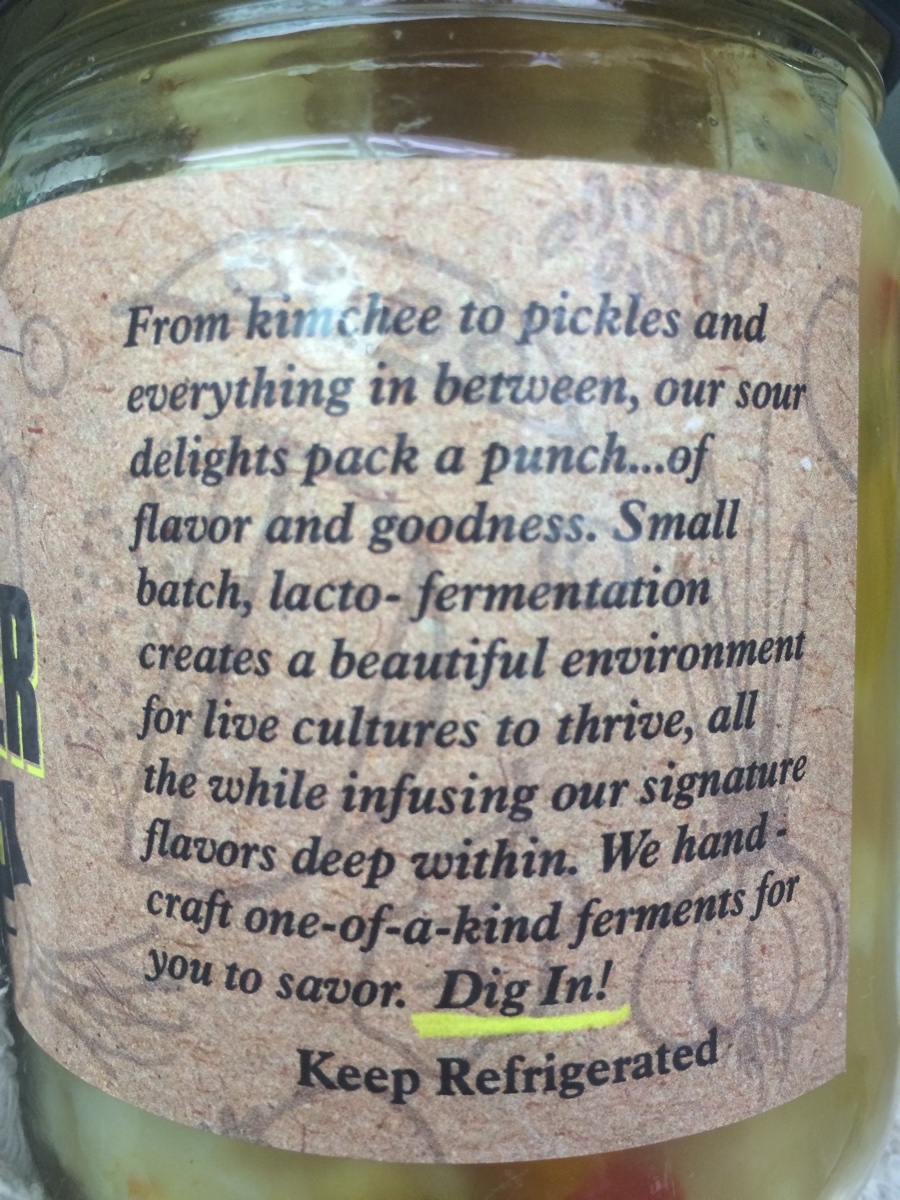 From kimchee to pickles and
everything in between, our sour
delights pack a punch...of
flavor and goodness. Small
batch, lacto- fermentation
creates a beautiful environment
for live cultures to thrive, all
the while infusing our signature
flavors deep within. We hand-
craft one-of-a-kind ferments for
you to savor. Dig In!
Keep Refrigerated